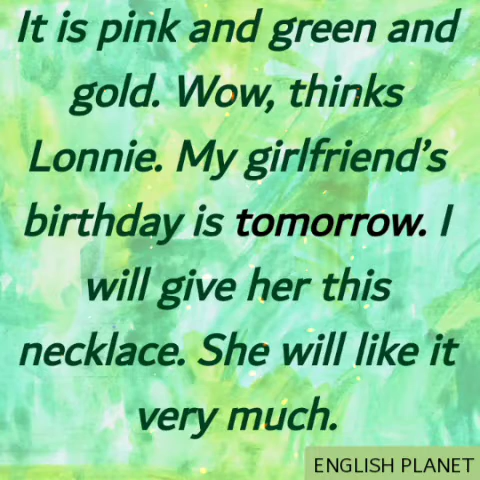 It is pink and green and
gold. Wow, thinks
Lonnie. My girlfriend’s
birthday is tomorrow. I
will give her this
necklace. She will like it
very much.
ENGLISH PLANET